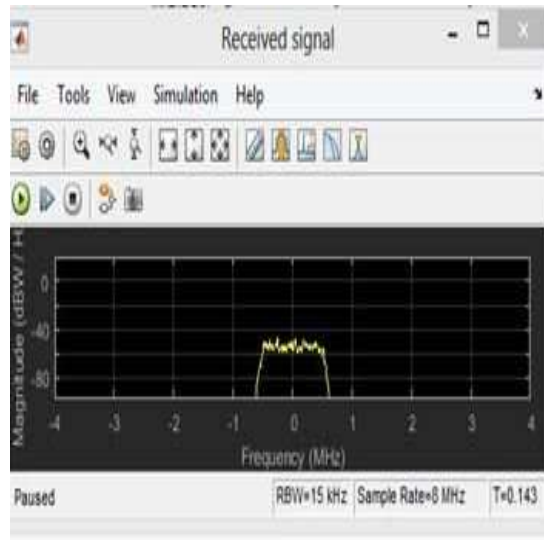 Received signal
File Tools View Simulation Help
Magnitude (dBW / H
0
-40
-80
-4 -3 -2 -1 0 1 2 3 4
Frequency (MHz)
Paused RBW=15 kHz Sample Rate=8 MHz T=0.143